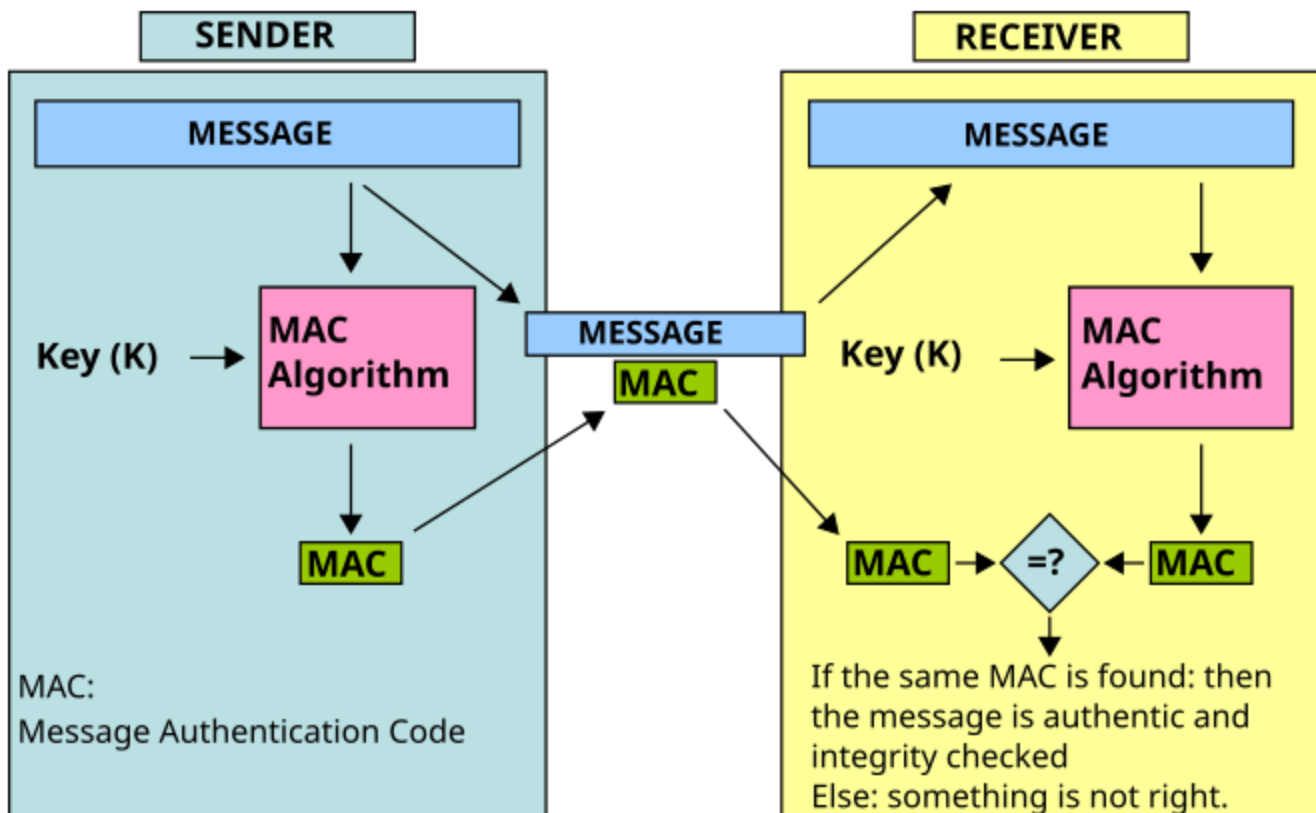 SENDER
MESSAGE
Key (K)
MAC
Algorithm
MAC
MAC:
Message Authentication Code
MESSAGE
MAC
RECEIVER
MESSAGE
Key (K)
MAC
Algorithm
MAC
=?
MAC
If the same MAC is found: then
the message is authentic and
integrity checked
Else: something is not right.